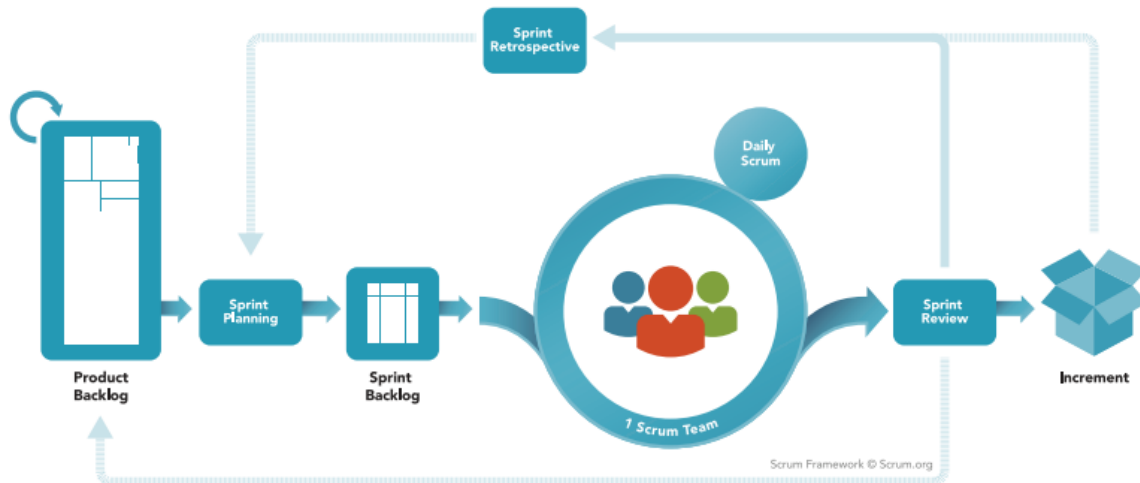 Sprint
Retrospective
Daily
Scrum
Sprint
Planning
Sprint
Review
Product
Backlog
Sprint
Backlog
Increment
1 Scrum Team
Scrum Framework © Scrum.org